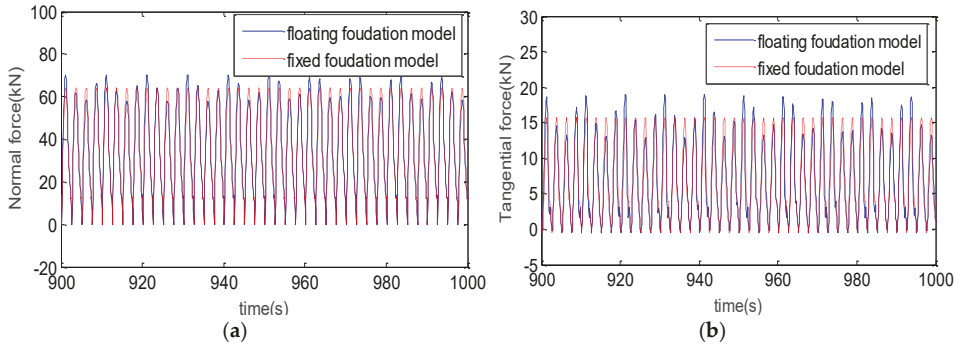 100
80
60
40
20
0
-20
Normal force(kN)
floating foudation model
fixed foudation model
900
920
940
960
980
1000
time(s)
(a)
30
25
20
15
10
5
0
-5
Tangential force(kN)
floating foudation model
fixed foudation model
900
920
940
960
980
1000
time(s)
(b)